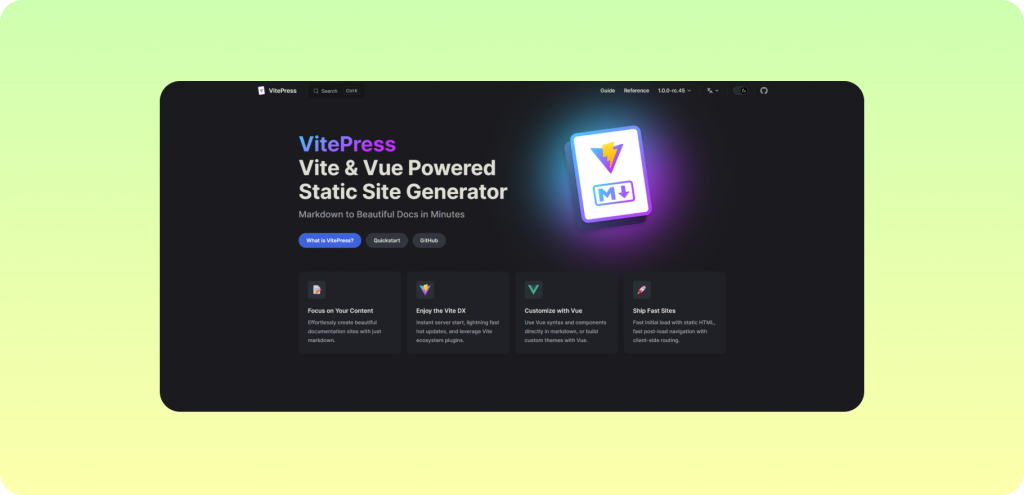 VitePress
Search
Ctrl K
Guide
Reference
1.0.0-rc.45
VitePress
Vite & Vue Powered
Static Site Generator
Markdown to Beautiful Docs in Minutes
What is VitePress?
Quickstart
GitHub
M
Focus on Your Content
Effortlessly create beautiful
documentation sites with just
markdown.
Enjoy the Vite DX
Instant server start, lightning fast
hot updates, and leverage Vite
ecosystem plugins.
Customize with Vue
Use Vue syntax and components
directly in markdown, or build
custom themes with Vue.
Ship Fast Sites
Fast initial load with static HTML,
fast post-load navigation with
client-side routing.